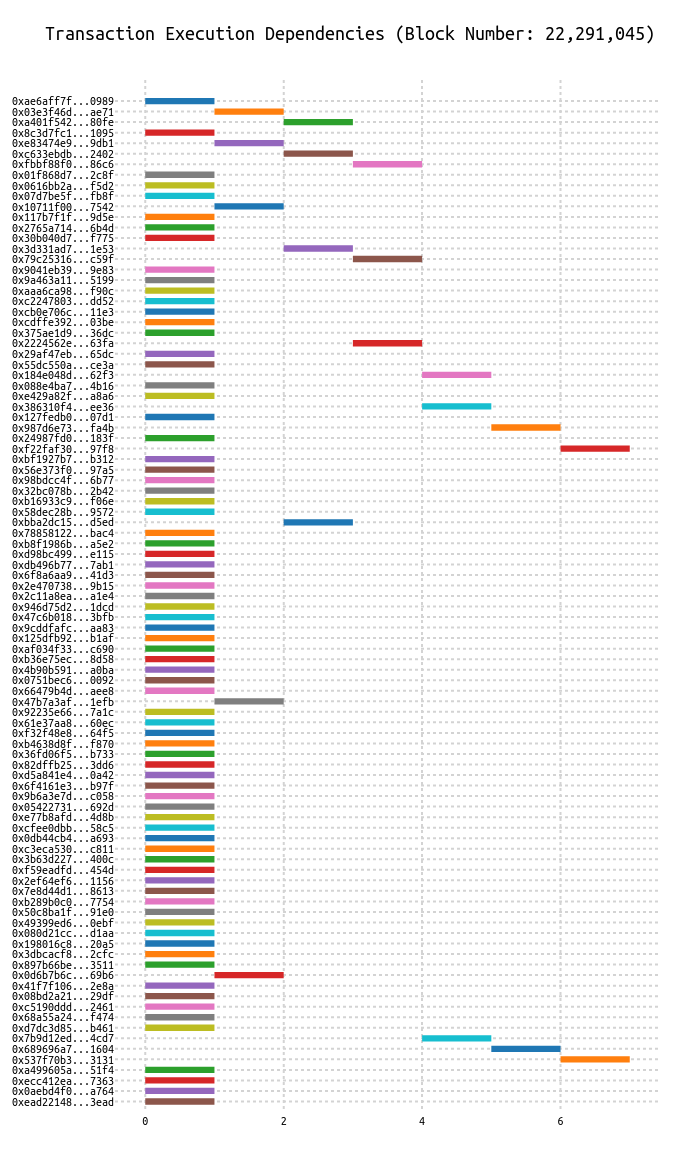 Transaction Execution Dependencies (Block Number: 22,291,045)
0xae6aff7f...0989
0x03e3f46d...ae71
0xa401f542...80fe
0x8c3d7fc1...1095
0xe83474e9...9db1
0xc633ebdb...2402
0xfbbf88f0...86c6
0x01f868d7...2c8f
0x0616bb2a...f5d2
0x07d7be5f...fb8f
0x10711f00...7542
0x117b7f1f...9d5e
0x2765a714...6b4d
0x30b040d7...f775
0x3d331ad7...1e53
0x79c25316...c59f
0x9041eb39...9e83
0x9a463a11...5199
0xaaa6ca98...f90c
0xc2247803...dd52
0xcb0e706c...11e3
0xcdffe392...03be
0x375ae1d9...36dc
0x2224562e...63fa
0x29af47eb...65dc
0x55dc550a...ce3a
0x184e048d...62f3
0x088e4ba7...4b16
0xe429a82f...a8a6
0x386310f4...ee36
0x127fedb0...07d1
0x987d6e73...fa4b
0x24987fd0...183f
0xf22faf30...97f8
0xbf1927b7...b312
0x56e373f0...97a5
0x98bdcc4f...6b77
0x32bc078b...2b42
0xb16933c9...f06e
0x58dec28b...9572
0xbba2dc15...d5ed
0x78858122...bac4
0xb8f1986b...a5e2
0xd98bc499...e115
0xdb496b77...7ab1
0x6f8a6aa9...41d3
0x2e470738...9b15
0x2c11a8ea...a1e4
0x946d75d2...1dcd
0x47c6b018...3bfb
0x9cddfafc...aa83
0x125dfb92...b1af
0xaf034f33...c690
0xb36e75ec...8d58
0x4b90b591...a0ba
0x0751bec6...0092
0x66479b4d...aee8
0x47b7a3af...1efb
0x92235e66...7a1c
0x61e37aa8...60ec
0xf32f48e8...64f5
0xb4638d8f...f870
0x36fd06f5...b733
0x82dffb25...3dd6
0xd5a841e4...0a42
0x6f4161e3...b97f
0x9b6a3e7d...c058
0x05422731...692d
0xe77b8afd...4d8b
0xcfee0dbb...58c5
0x0db44cb4...a693
0xc3eca530...c811
0x3b63d227...400c
0xf59eadfd...454d
0x2ef64ef6...1156
0x7e8d44d1...8613
0xb289b0c0...7754
0x50c8ba1f...91e0
0x49399ed6...0ebf
0x080d21cc...d1aa
0x198016c8...20a5
0x3dbcacf8...2cfc
0x897b66be...3511
0x0d6b7b6c...69b6
0x41f7f106...2e8a
0x08bd2a21...29df
0xc5190ddd...2461
0x68a55a24...f474
0xd7dc3d85...b461
0x7b9d12ed...4cd7
0x689696a7...1604
0x537f70b3...3131
0xa499605a...51f4
0xecc412ea...7363
0x0aebd4f0...a764
0xead22148...3ead
0 2 4 6